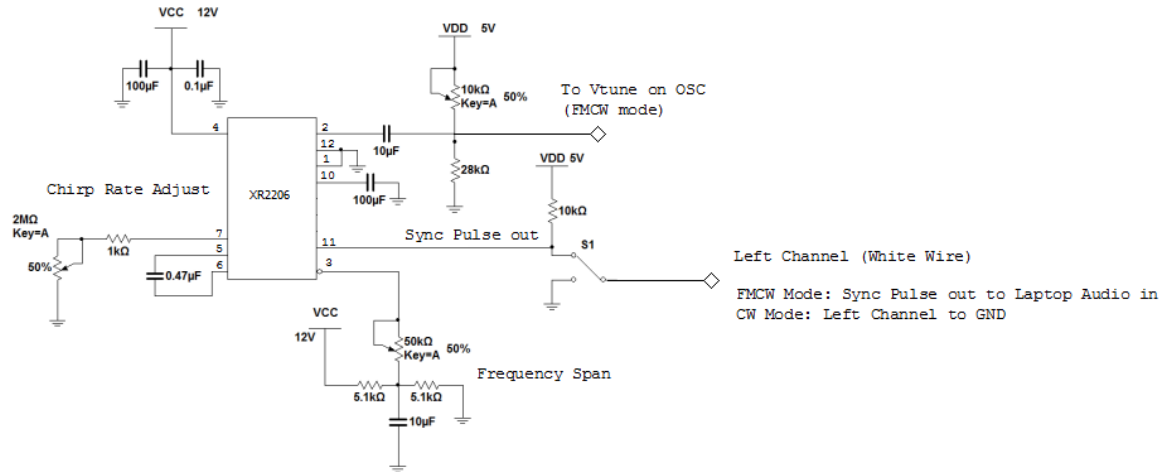 VCC 12V
VDD 5V
100µF
0.1µF
10kΩ
Key=A 50%
To Vtune on OSC
(FMCW mode)
4
2
10µF
12
1
28kΩ
VDD 5V
10
XR2206
Chirp Rate Adjust
100µF
10kΩ
2MΩ
Key=A
7
1kΩ
11
Sync Pulse out
S1
50%
5
0.47µF
6
3
Left Channel (White Wire)
FMCW Mode: Sync Pulse out to Laptop Audio in
CW Mode: Left Channel to GND
VCC
12V
50kΩ
Key=A 50%
Frequency Span
5.1kΩ
5.1kΩ
10µF